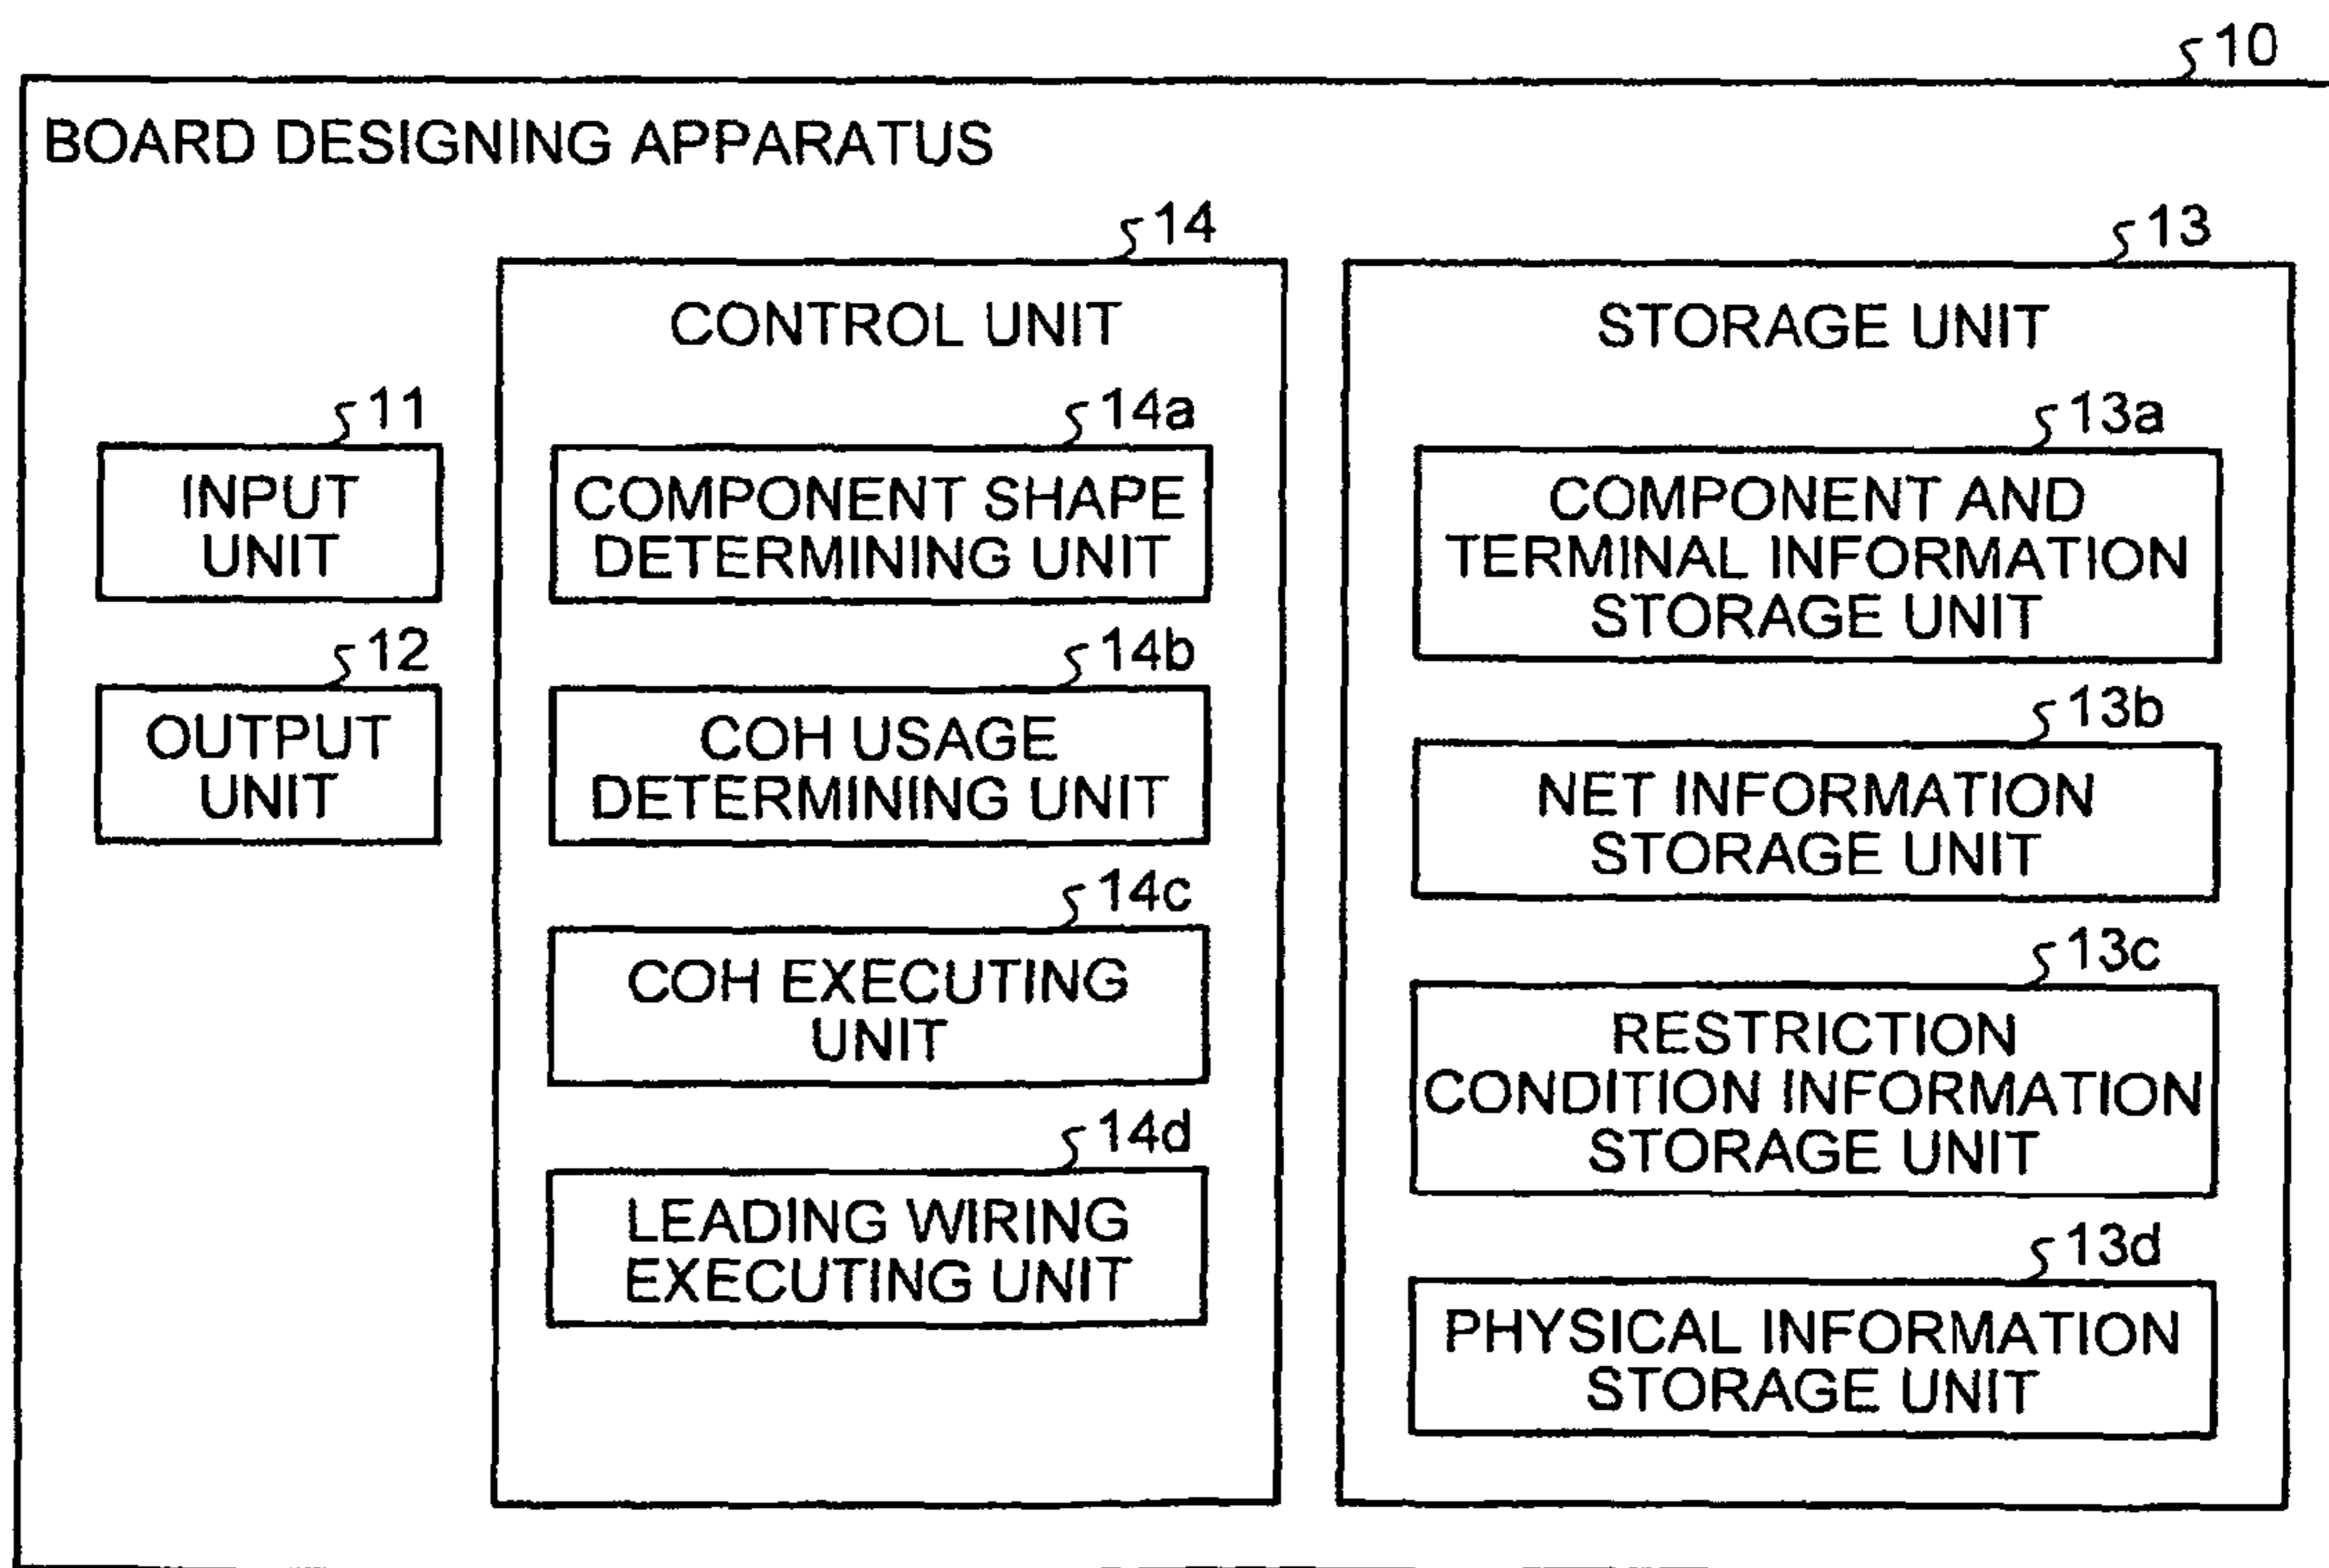 10
BOARD DESIGNING APPARATUS
11
INPUT
UNIT
12
OUTPUT
UNIT
14
CONTROL UNIT
14a
COMPONENT SHAPE
DETERMINING UNIT
14b
COH USAGE
DETERMINING UNIT
14c
COH EXECUTING
UNIT
14d
LEADING WIRING
EXECUTING UNIT
13
STORAGE UNIT
13a
COMPONENT AND
TERMINAL INFORMATION
STORAGE UNIT
13b
NET INFORMATION
STORAGE UNIT
13c
RESTRICTION
CONDITION INFORMATION
STORAGE UNIT
13d
PHYSICAL INFORMATION
STORAGE UNIT